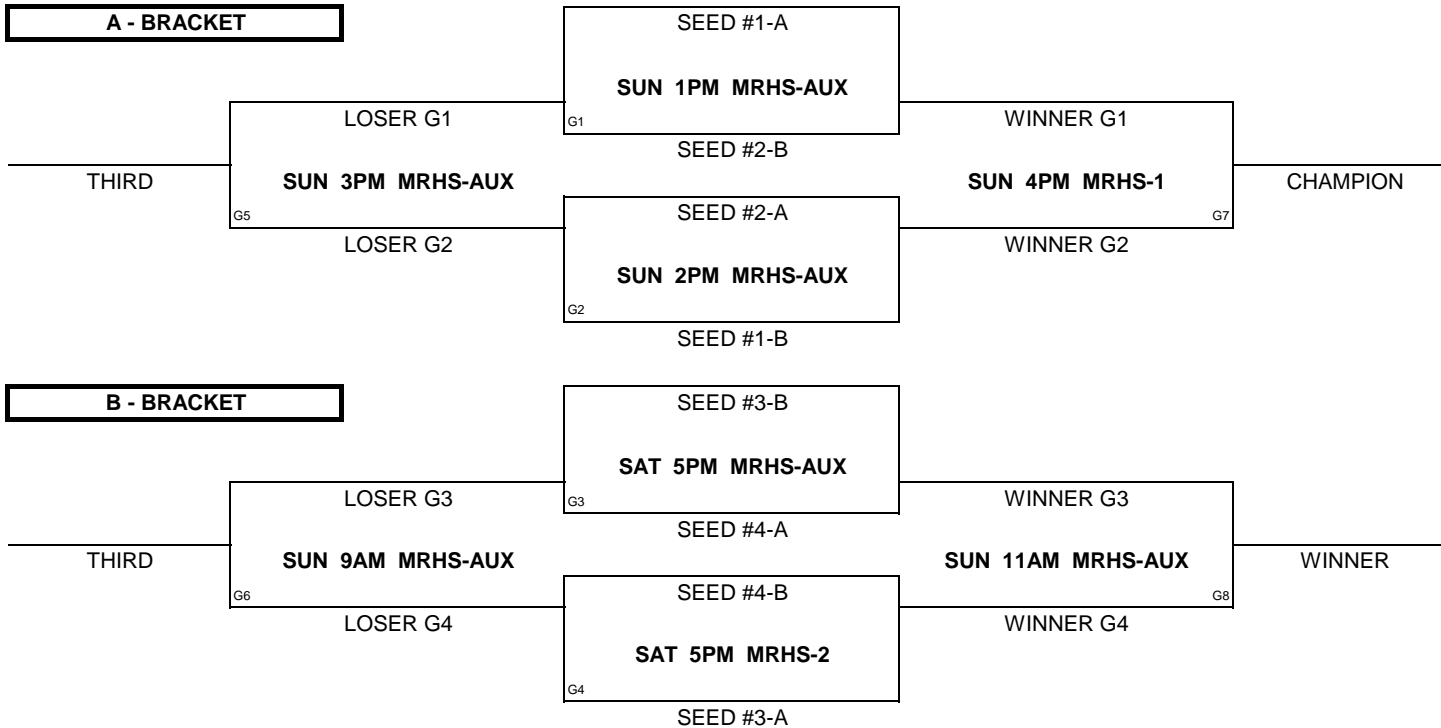 A - BRACKET
SEED #1-A
SUN 1PM MRHS-AUX
LOSER G1
G1
WINNER G1
SEED #2-B
THIRD
SUN 3PM MRHS-AUX
SUN 4PM MRHS-1
CHAMPION
G5
SEED #2-A
G7
LOSER G2
WINNER G2
SUN 2PM MRHS-AUX
G2
SEED #1-B
B - BRACKET
SEED #3-B
SAT 5PM MRHS-AUX
LOSER G3
G3
WINNER G3
SEED #4-A
THIRD
SUN 9AM MRHS-AUX
SUN 11AM MRHS-AUX
WINNER
G6
SEED #4-B
G8
LOSER G4
WINNER G4
SAT 5PM MRHS-2
G4
SEED #3-A